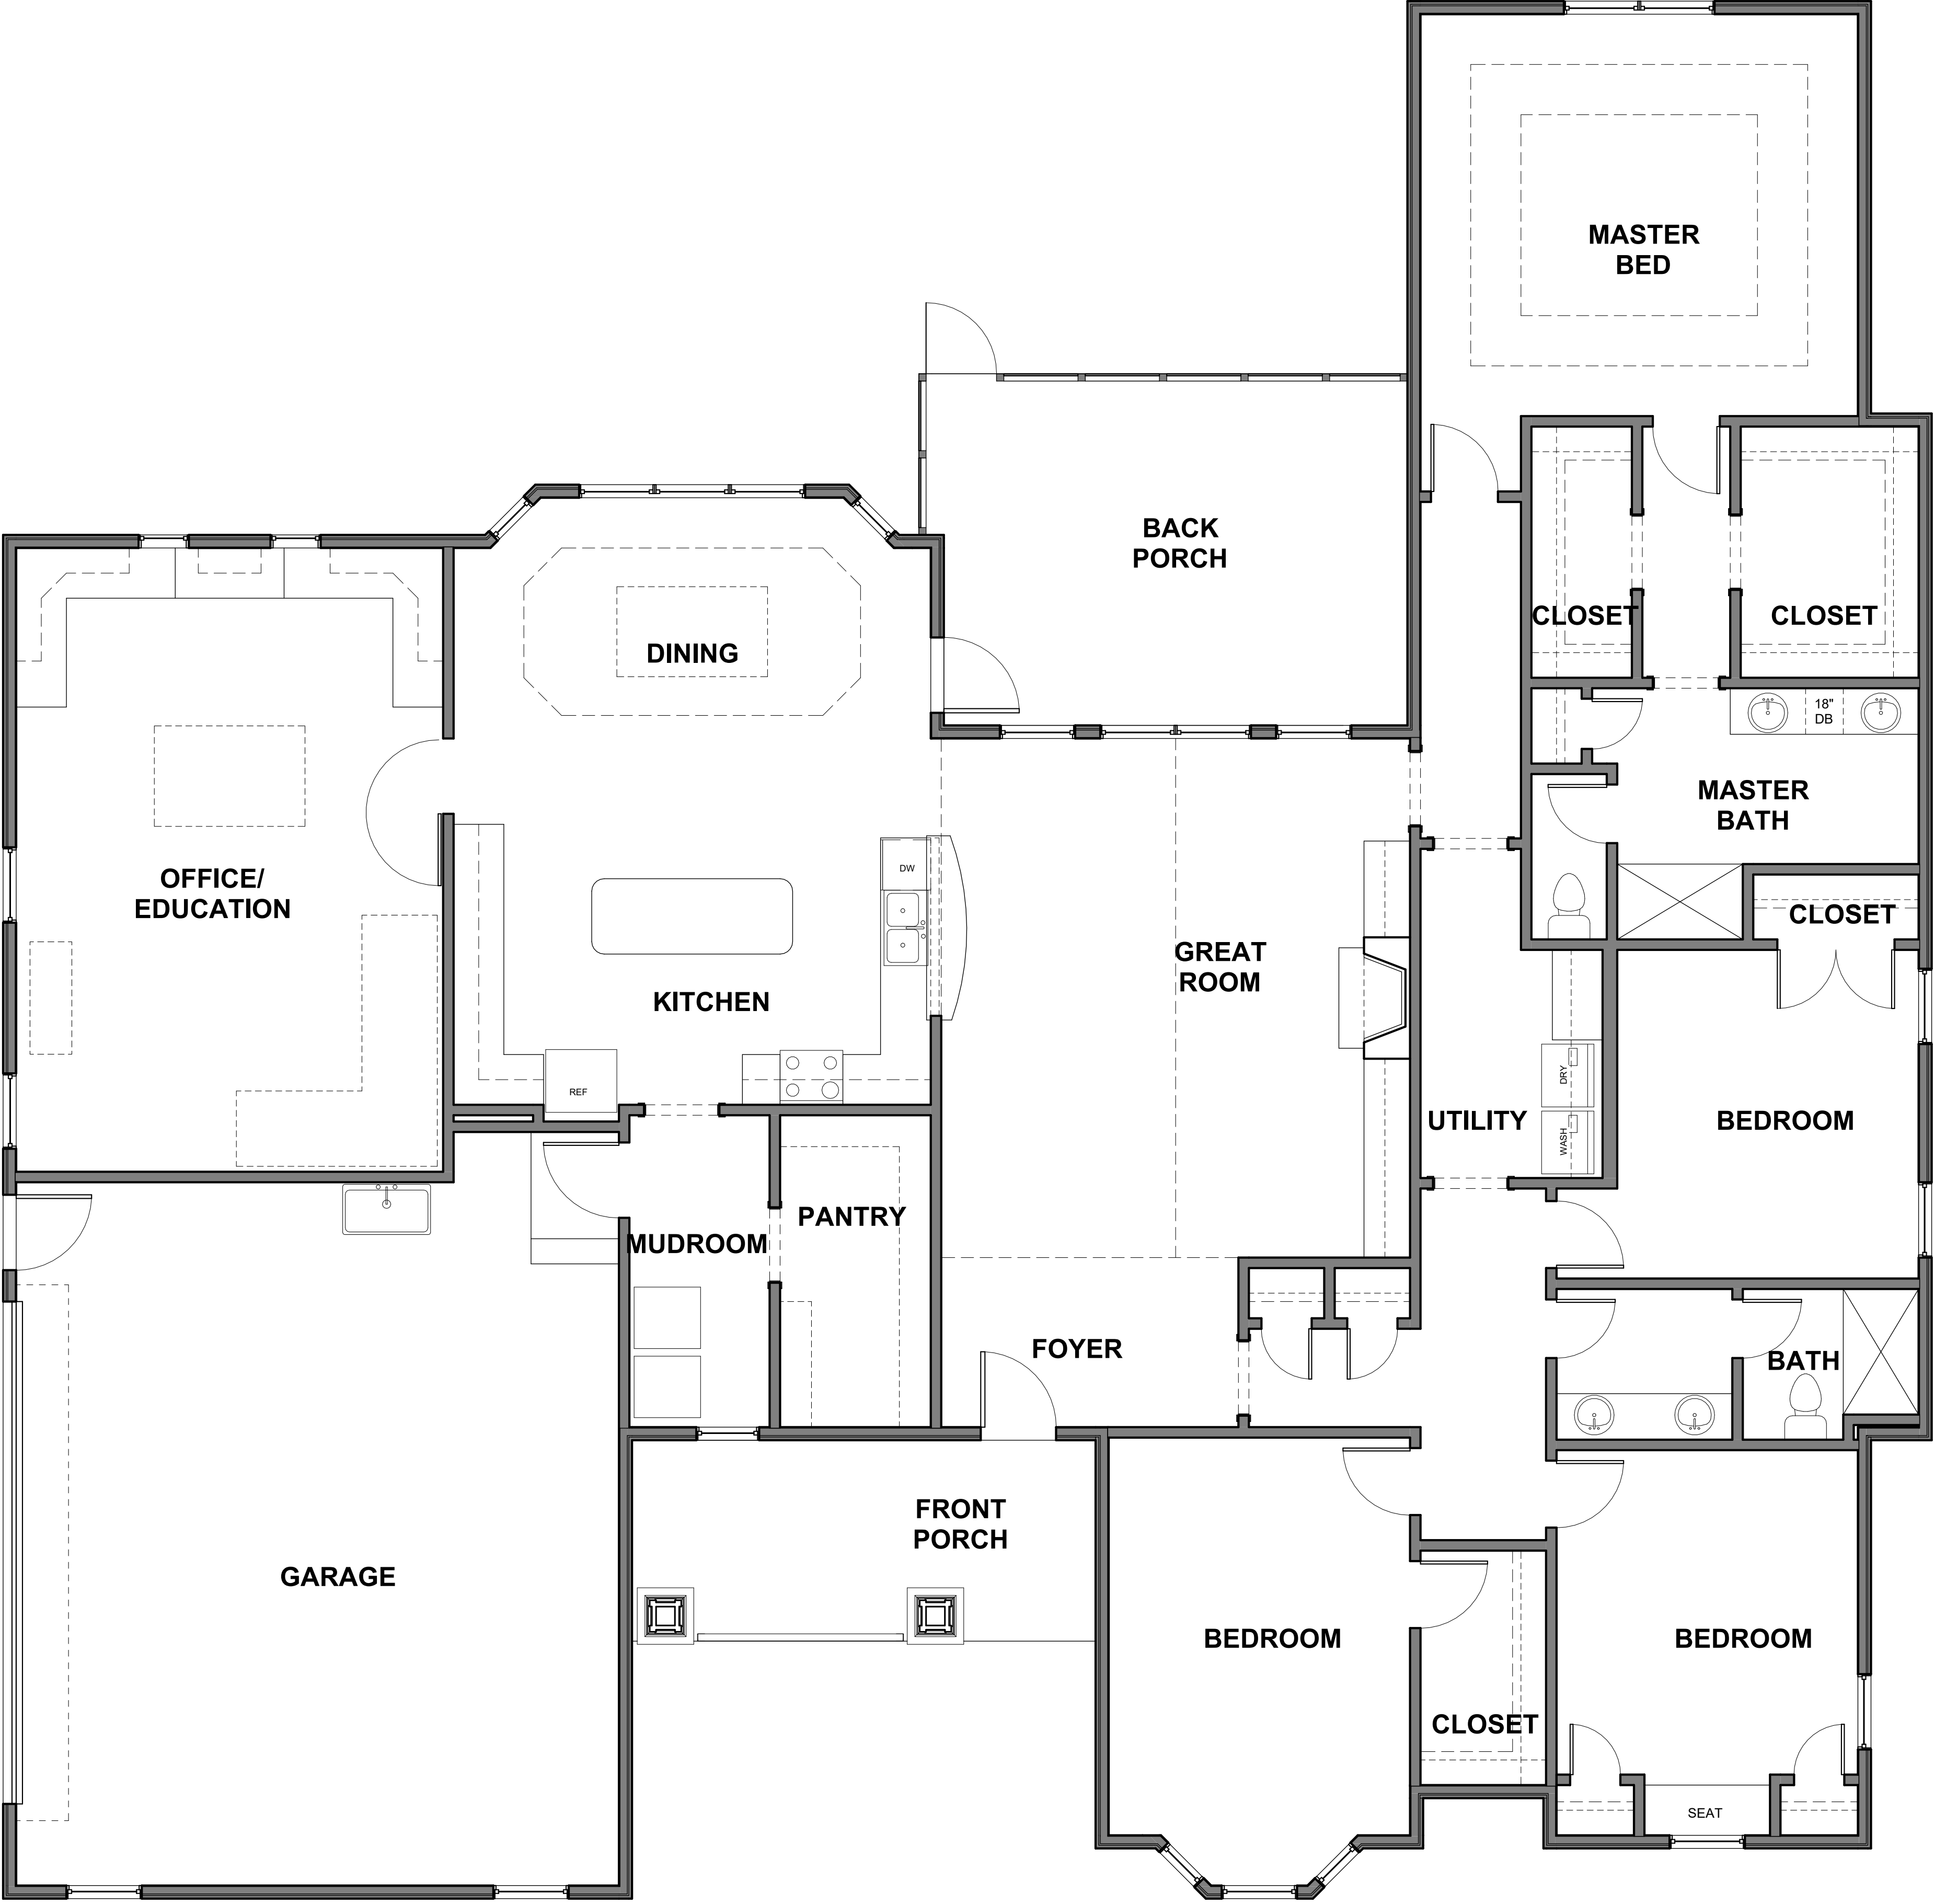 MASTER
BED
BACK
PORCH
CLOSET
CLOSET
DINING
18"
DB
MASTER
BATH
OFFICE/
EDUCATION
DW
CLOSET
GREAT
ROOM
KITCHEN
REF
DRY
UTILITY
BEDROOM
WASH
PANTRY
MUDROOM
FOYER
BATH
FRONT
PORCH
GARAGE
BEDROOM
BEDROOM
CLOSET
SEAT